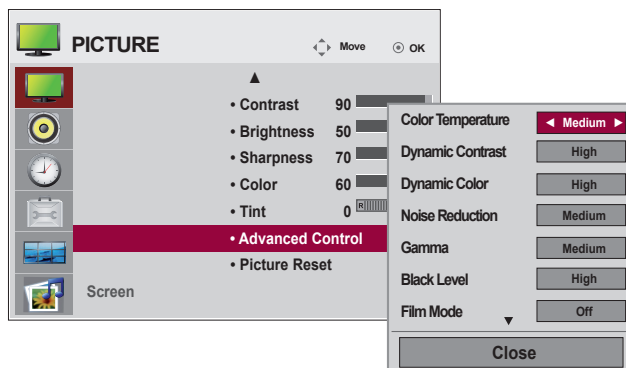 PICTURE
Move
OK
• Contrast 90
• Brightness 50
• Sharpness 70
• Color 60
• Tint 0 R
• Advanced Control
• Picture Reset
Screen
Color Temperature ◄ Medium ►
Dynamic Contrast High
Dynamic Color High
Noise Reduction Medium
Gamma Medium
Black Level High
Film Mode Off
Close